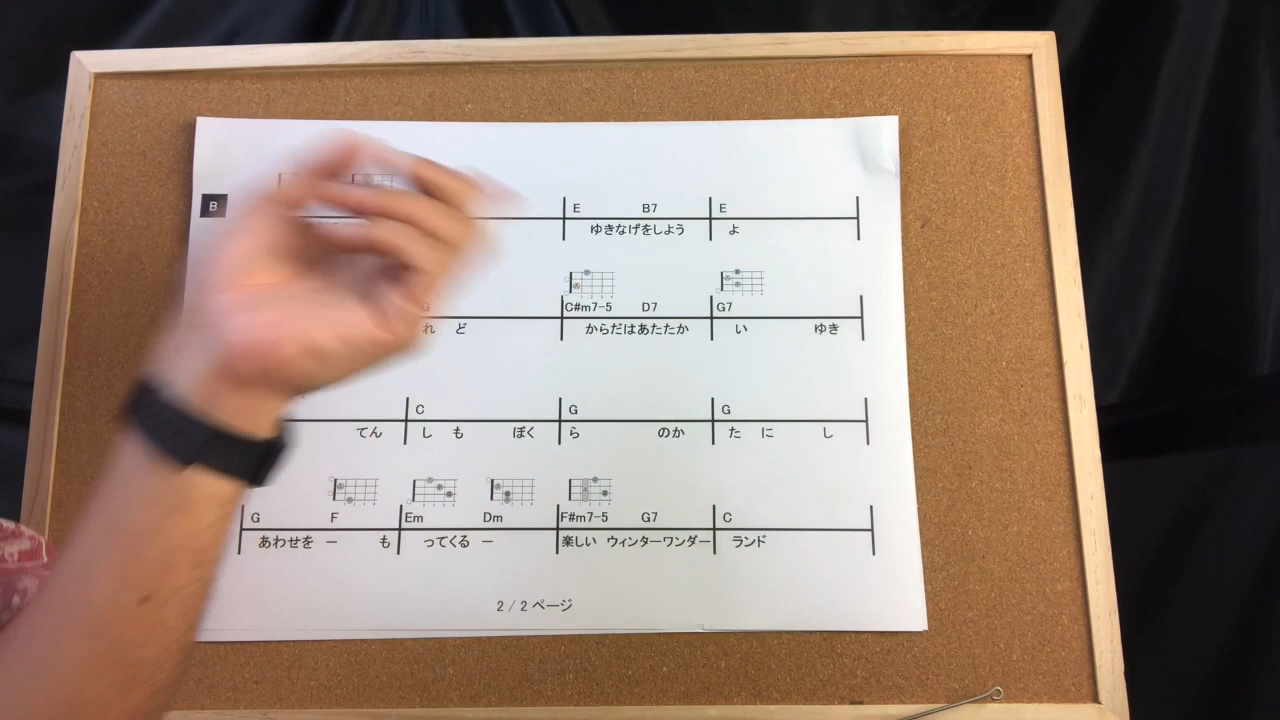 B E B7 E
ゆきなげをしよう よ
G C#m7-5 D7 G7
れ ど からだはあたたか い ゆき
C G G
てん し も ぼく ら のか た に し
G F Em Dm F#m7-5 G7 C
あわせを ー も ってくる ー 楽しい ウィンターワンダー ランド
2 / 2 ページ